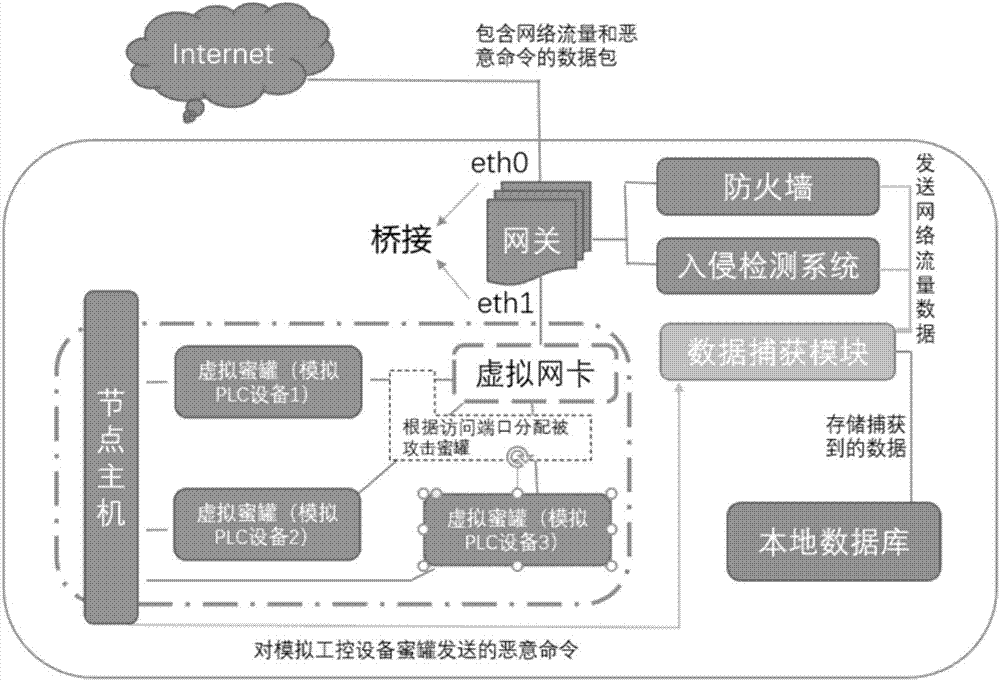 Internet
包含网络流量和恶
意命令的数据包
eth0
桥接
网关
eth1
防火墙
入侵检测系统
发送网络流量数据
数据捕获模块
存储捕获
到的数据
本地数据库
节点主机
虚拟蜜罐（模拟
PLC设备1）
虚拟网卡
根据访问端口分配被
攻击蜜罐
虚拟蜜罐（模拟
PLC设备2）
虚拟蜜罐（模拟
PLC设备3）
对模拟工控设备蜜罐发送的恶意命令